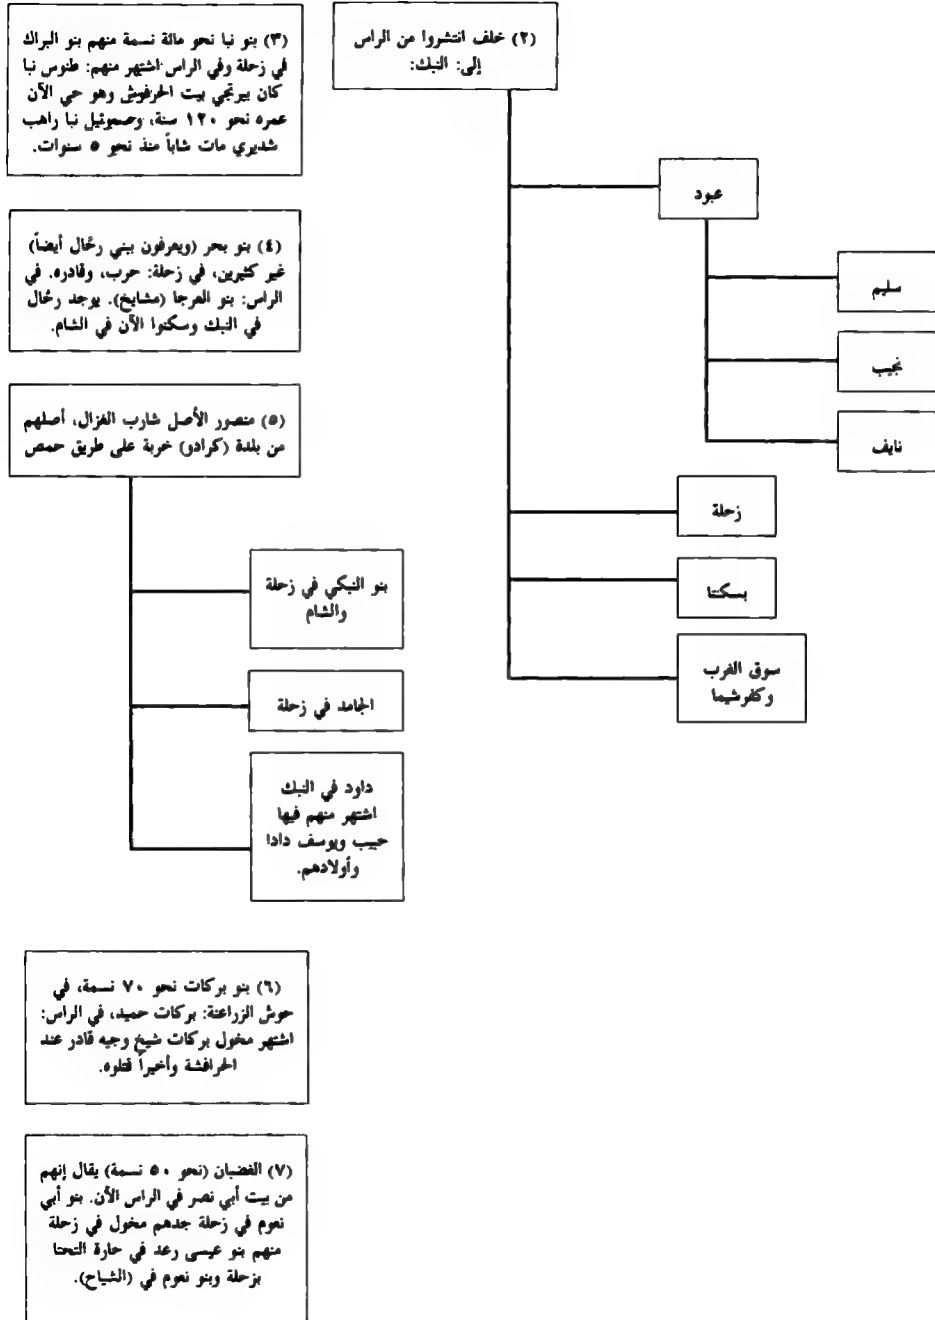 (٢) خلف انتشروا من الراس
إلى: النبك:
عبود
سليم
نجيب
نايف
زحلة
بسكنتا
سوق الغرب
وكفرشيما
(٣) بنو نبا نحو مائة نسمة منهم بنو البراك
في زحلة وفي الراس اشتهر منهم: طنوس نبا
كان بيرتجي بيت الحرفوش وهو حي الآن
عمره نحو ١٢٠ سنة، وصموئيل نبا راهب
شديري مات شاباً منذ نحو ٥ سنوات.
(٤) بنو بحر (ويعرفون ببني رحّال أيضاً)
غير كثيرين، في زحلة: حرب، وقادره. في
الراس: بنو العرجا (مشايخ). يوجد رحّال
في النبك وسكنوا الآن في الشام.
(٥) منصور الأصل شارب الغزال، أصلهم
من بلدة (كرادو) خربة على طريق حمص
بنو النبكي في زحلة
والشام
الجامد في زحلة
داود في النبك
اشتهر منهم فيها
حبيب ويوسف دادا
وأولادهم.
(٦) بنو بركات نحو ٧٠ نسمة، في
حوش الزراعنة: بركات حميد، في الراس:
اشتهر مخول بركات شيخ وجيه قادر عند
الحرافشة وأخيراً قتلوه.
(٧) الغضبان (نحو ٥٠ نسمة) يقال إنهم
من بيت أبي نصر في الراس الآن. بنو أبي
نعوم في زحلة جدهم مخول في زحلة
منهم بنو عيسى رعد في حارة التحتا
بزحلة وبنو نعوم في (الشياح).